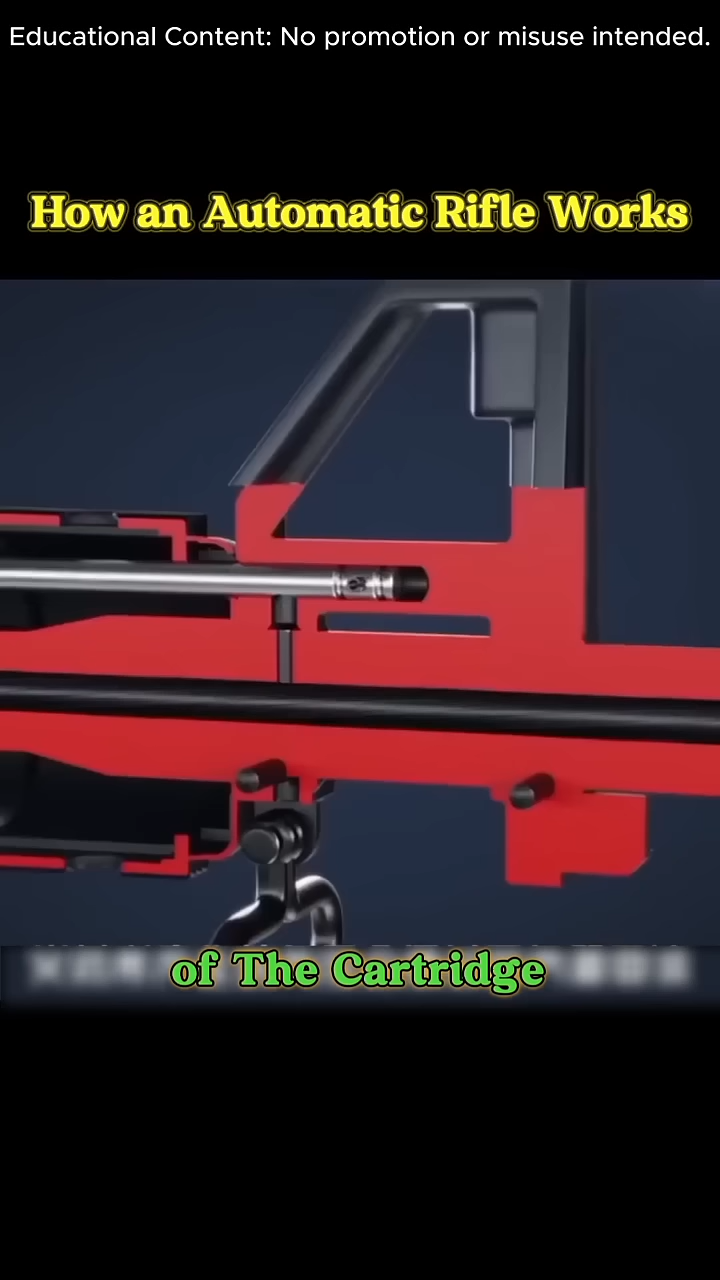 Educational Content: No promotion or misuse intended.
How an Automatic Rifle Works
of The Cartridge